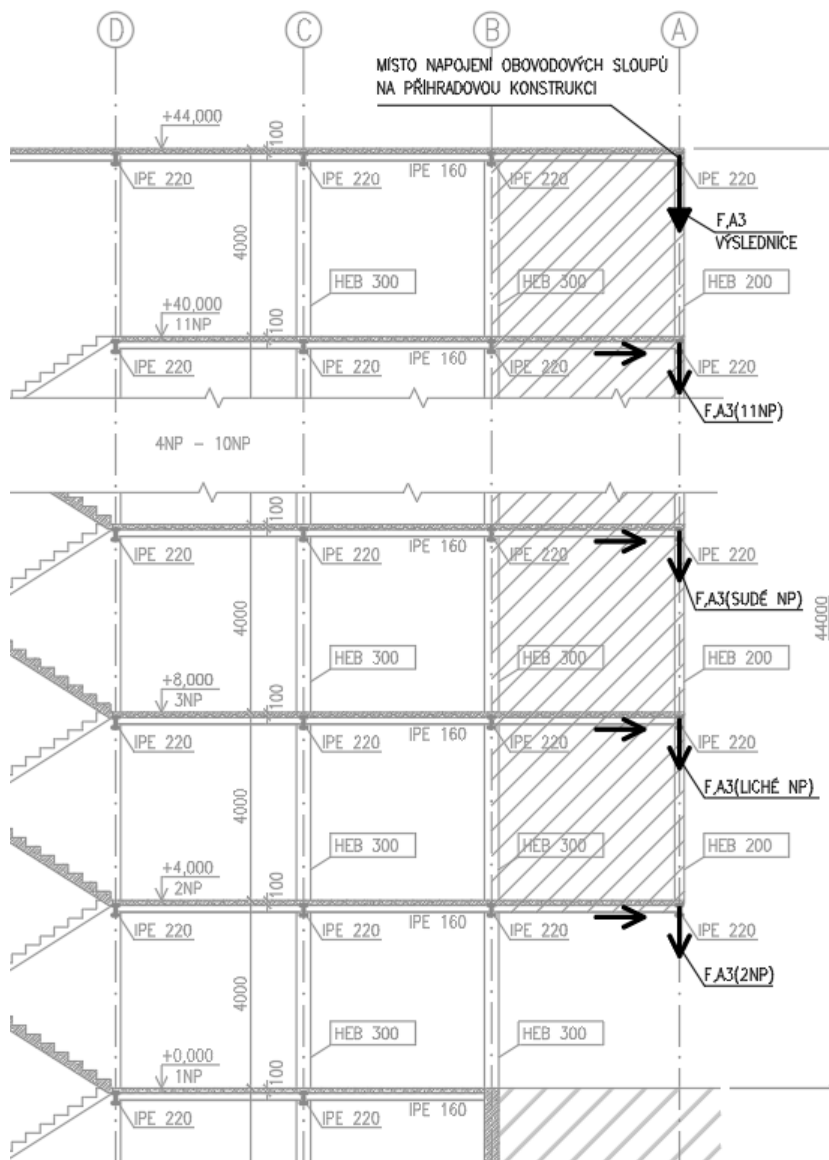 D C B A
MÍSTO NAPOJENÍ OBOVODOVÝCH SLOUPŮ
NA PŘÍHRADOVOU KONSTRUKCI
+44,000
100
IPE 220 IPE 220 IPE 160 IPE 220 IPE 220
F,A3
VÝSLEDNICE
4000
HEB 300 HEB 300 HEB 200
+40,000
11NP
100
IPE 220 IPE 220 IPE 160 IPE 220 IPE 220
F,A3(11NP)
4NP - 10NP
100
IPE 220 IPE 220 IPE 160 IPE 220 IPE 220
F,A3(SUDÉ NP)
4000
44000
HEB 300 HEB 300 HEB 200
+8,000
3NP
100
IPE 220 IPE 220 IPE 160 IPE 220 IPE 220
F,A3(LICHÉ NP)
4000
HEB 300 HEB 300 HEB 200
+4,000
2NP
100
IPE 220 IPE 220 IPE 160 IPE 220 IPE 220
F,A3(2NP)
4000
HEB 300 HEB 300
+0,000
1NP
100
IPE 220 IPE 220 IPE 160